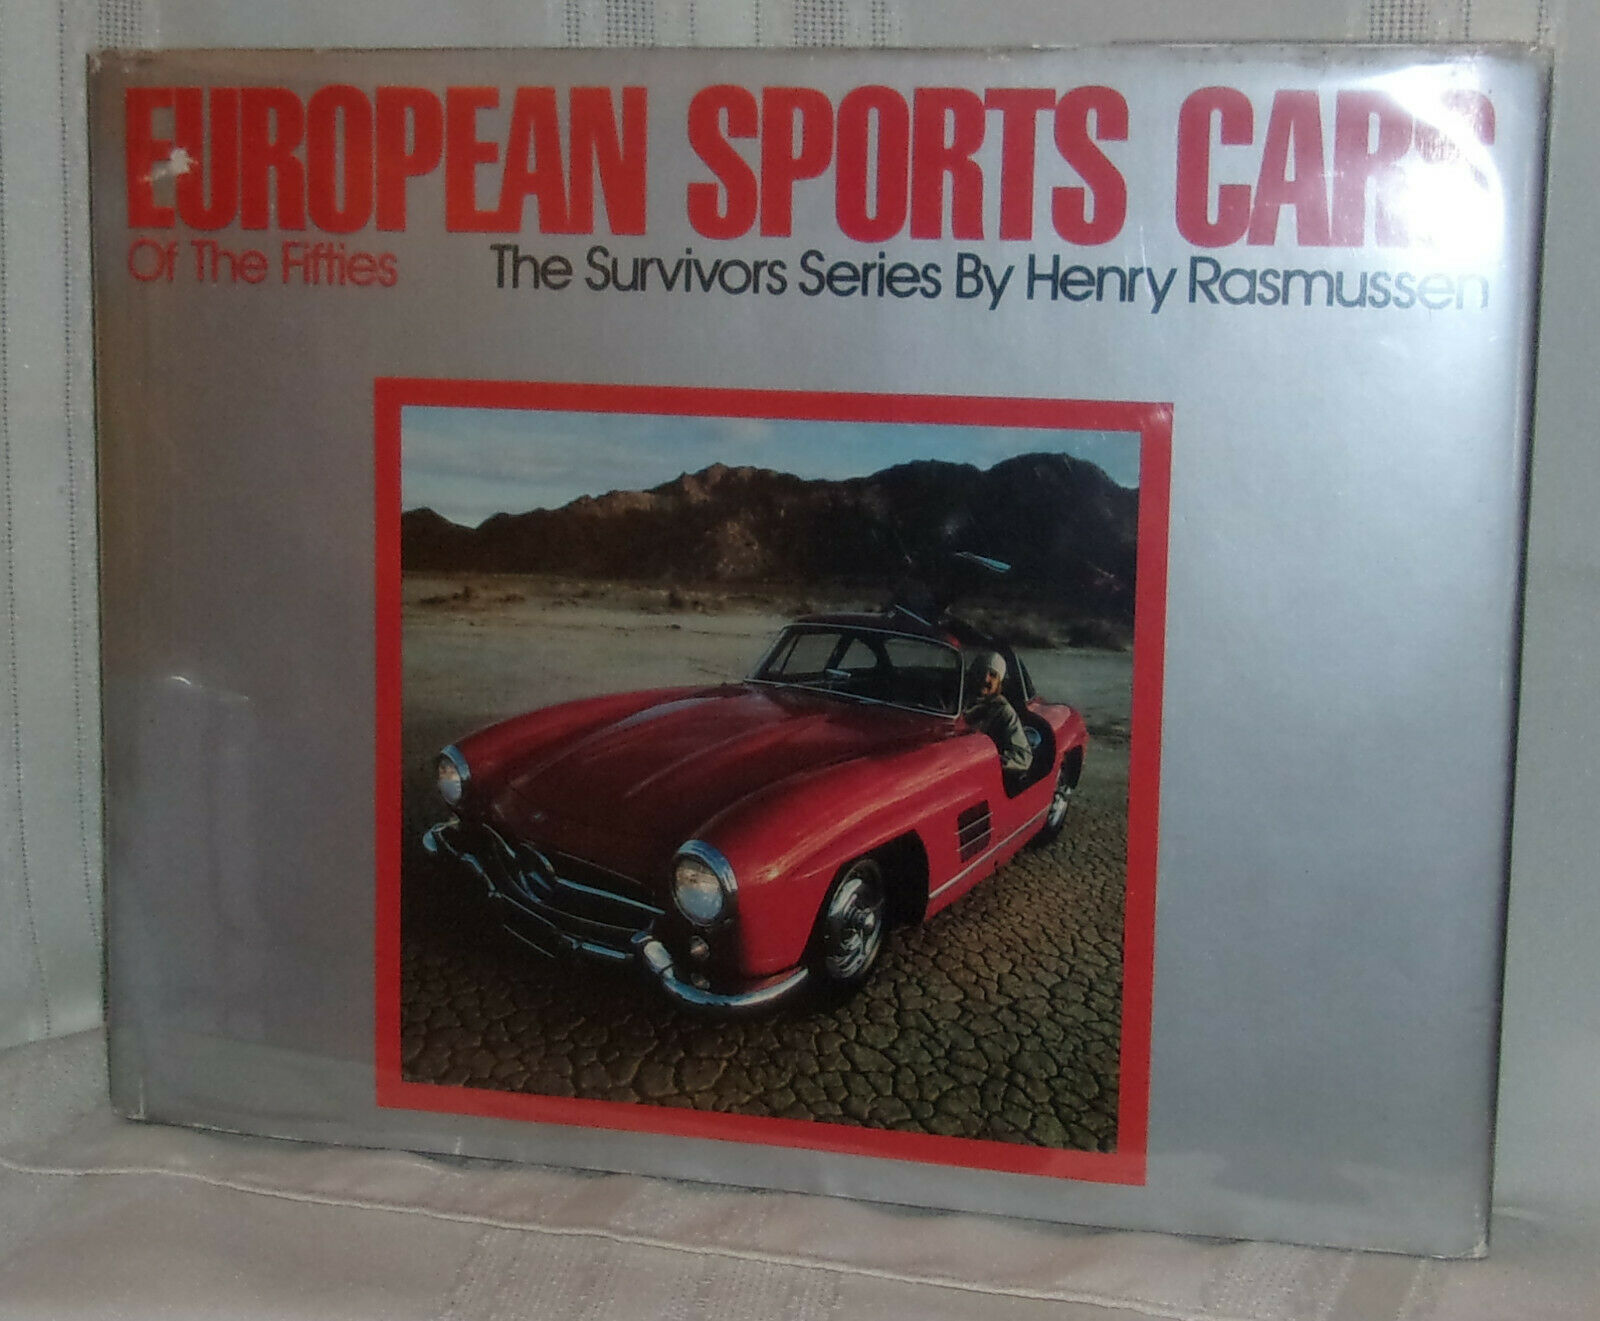 EUROPEAN SPORTS CARS
Of The Fifties The Survivors Series By Henry Rasmussen